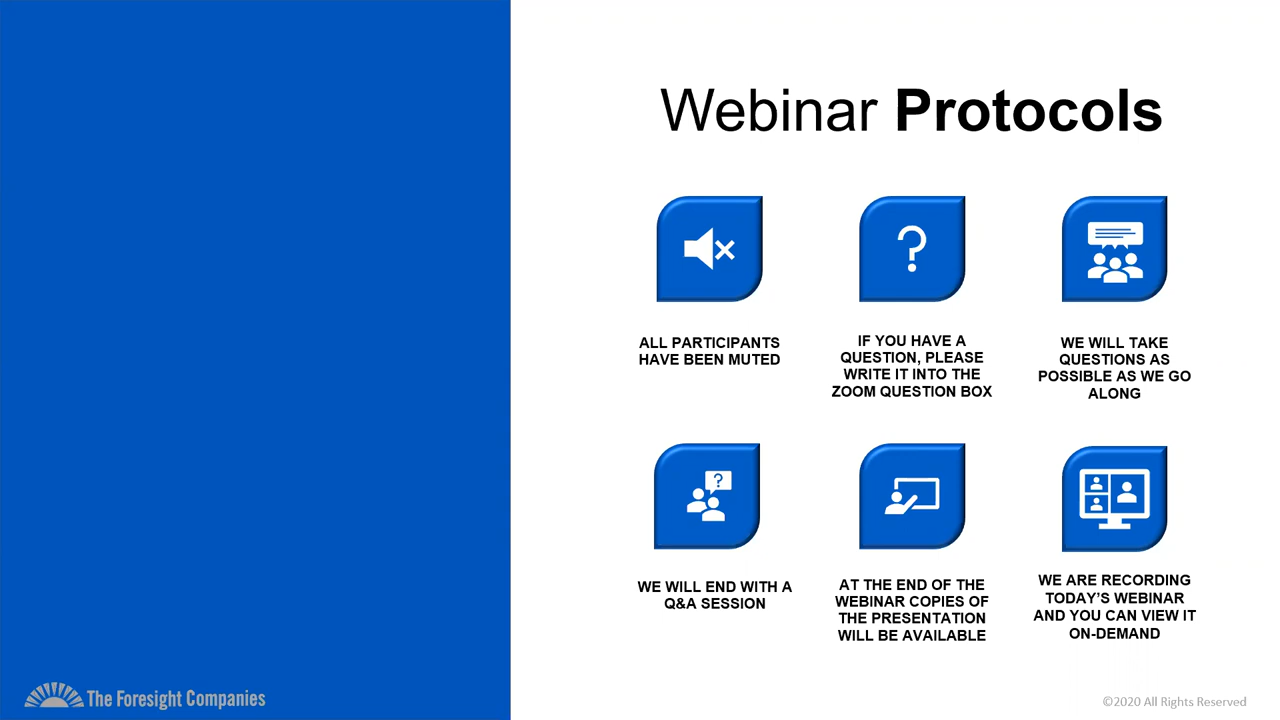 Webinar Protocols
ALL PARTICIPANTS
HAVE BEEN MUTED
IF YOU HAVE A
QUESTION, PLEASE
WRITE IT INTO THE
ZOOM QUESTION BOX
WE WILL TAKE
QUESTIONS AS
POSSIBLE AS WE GO
ALONG
WE WILL END WITH A
Q&A SESSION
AT THE END OF THE
WEBINAR COPIES OF
THE PRESENTATION
WILL BE AVAILABLE
WE ARE RECORDING
TODAY’S WEBINAR
AND YOU CAN VIEW IT
ON-DEMAND
The Foresight Companies
©2020 All Rights Reserved